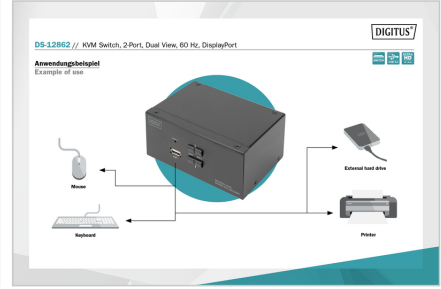 DIGITUS®
DS-12862 // KVM Switch, 2-Port, Dual View, 60 Hz, DisplayPort
Anwendungsbeispiel
Example of use
Mouse
External hard drive
Keyboard
Printer